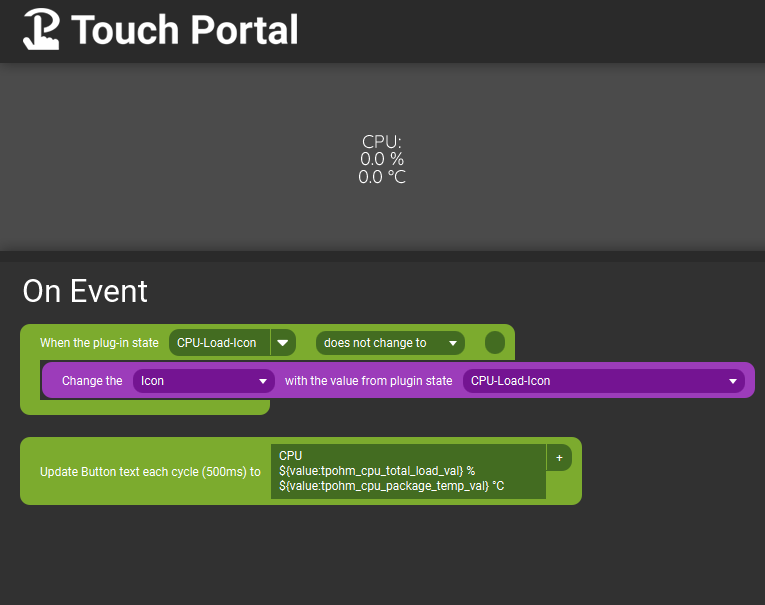 Touch Portal
CPU:
0.0 %
0.0 °C
On Event
When the plug-in state CPU-Load-Icon does not change to
Change the Icon with the value from plugin state CPU-Load-Icon
Update Button text each cycle (500ms) to
CPU
${value:tpohm_cpu_total_load_val} %
${value:tpohm_cpu_package_temp_val} °C
+